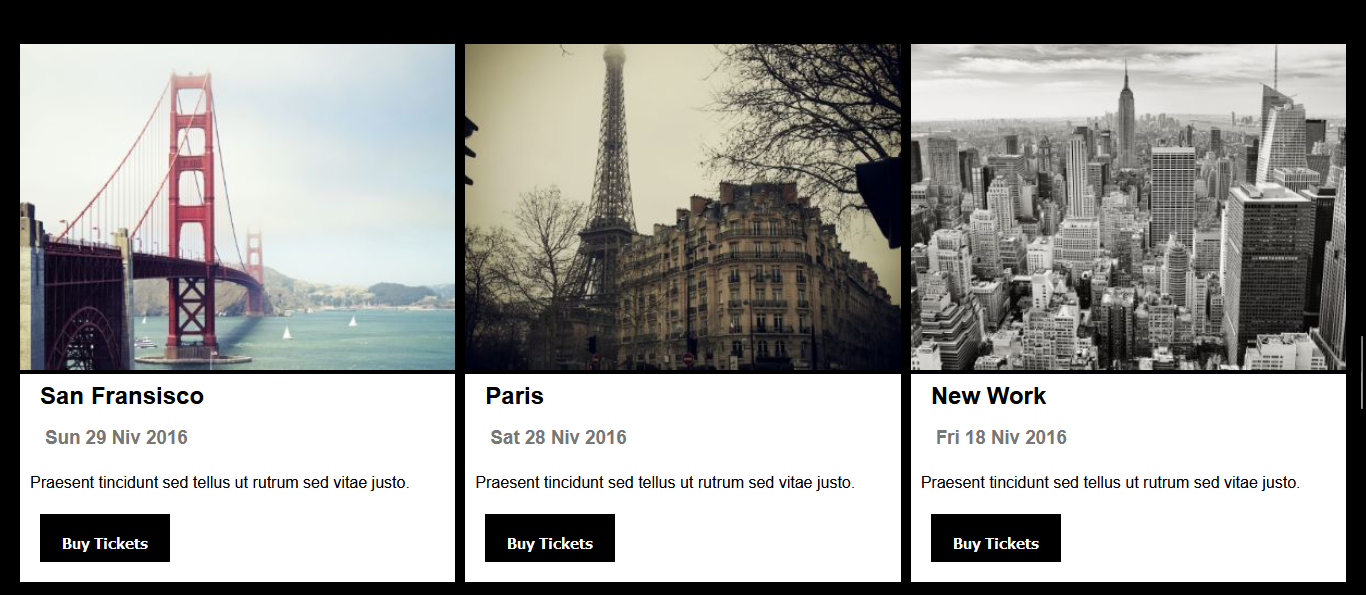 San Fransisco
Sun 29 Niv 2016
Praesent tincidunt sed tellus ut rutrum sed vitae justo.
Buy Tickets
Paris
Sat 28 Niv 2016
Praesent tincidunt sed tellus ut rutrum sed vitae justo.
Buy Tickets
New Work
Fri 18 Niv 2016
Praesent tincidunt sed tellus ut rutrum sed vitae justo.
Buy Tickets